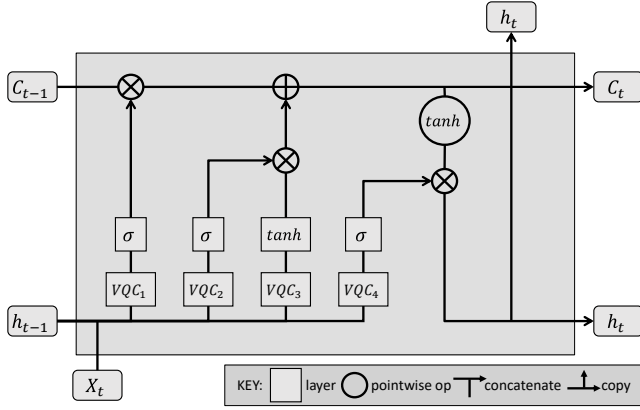 h_t
C_{t−1} C_t
tanh
σ σ tanh σ
VQC_1 VQC_2 VQC_3 VQC_4
h_{t−1} h_t
X_t
KEY: layer pointwise op concatenate copy